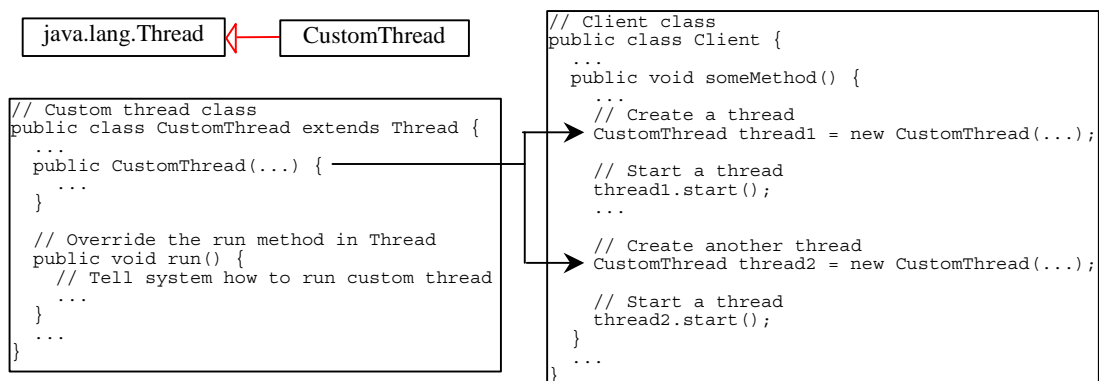 java.lang.Thread
CustomThread
// Custom thread class
public class CustomThread extends Thread {
  ...
  public CustomThread(...) {
    ...
  }

  // Override the run method in Thread
  public void run() {
    // Tell system how to run custom thread
    ...
  }
  ...
}
// Client class
public class Client {
  ...
  public void someMethod() {
    ...
    // Create a thread
    CustomThread thread1 = new CustomThread(...);

    // Start a thread
    thread1.start();
    ...

    // Create another thread
    CustomThread thread2 = new CustomThread(...);

    // Start a thread
    thread2.start();
  }
  ...
}